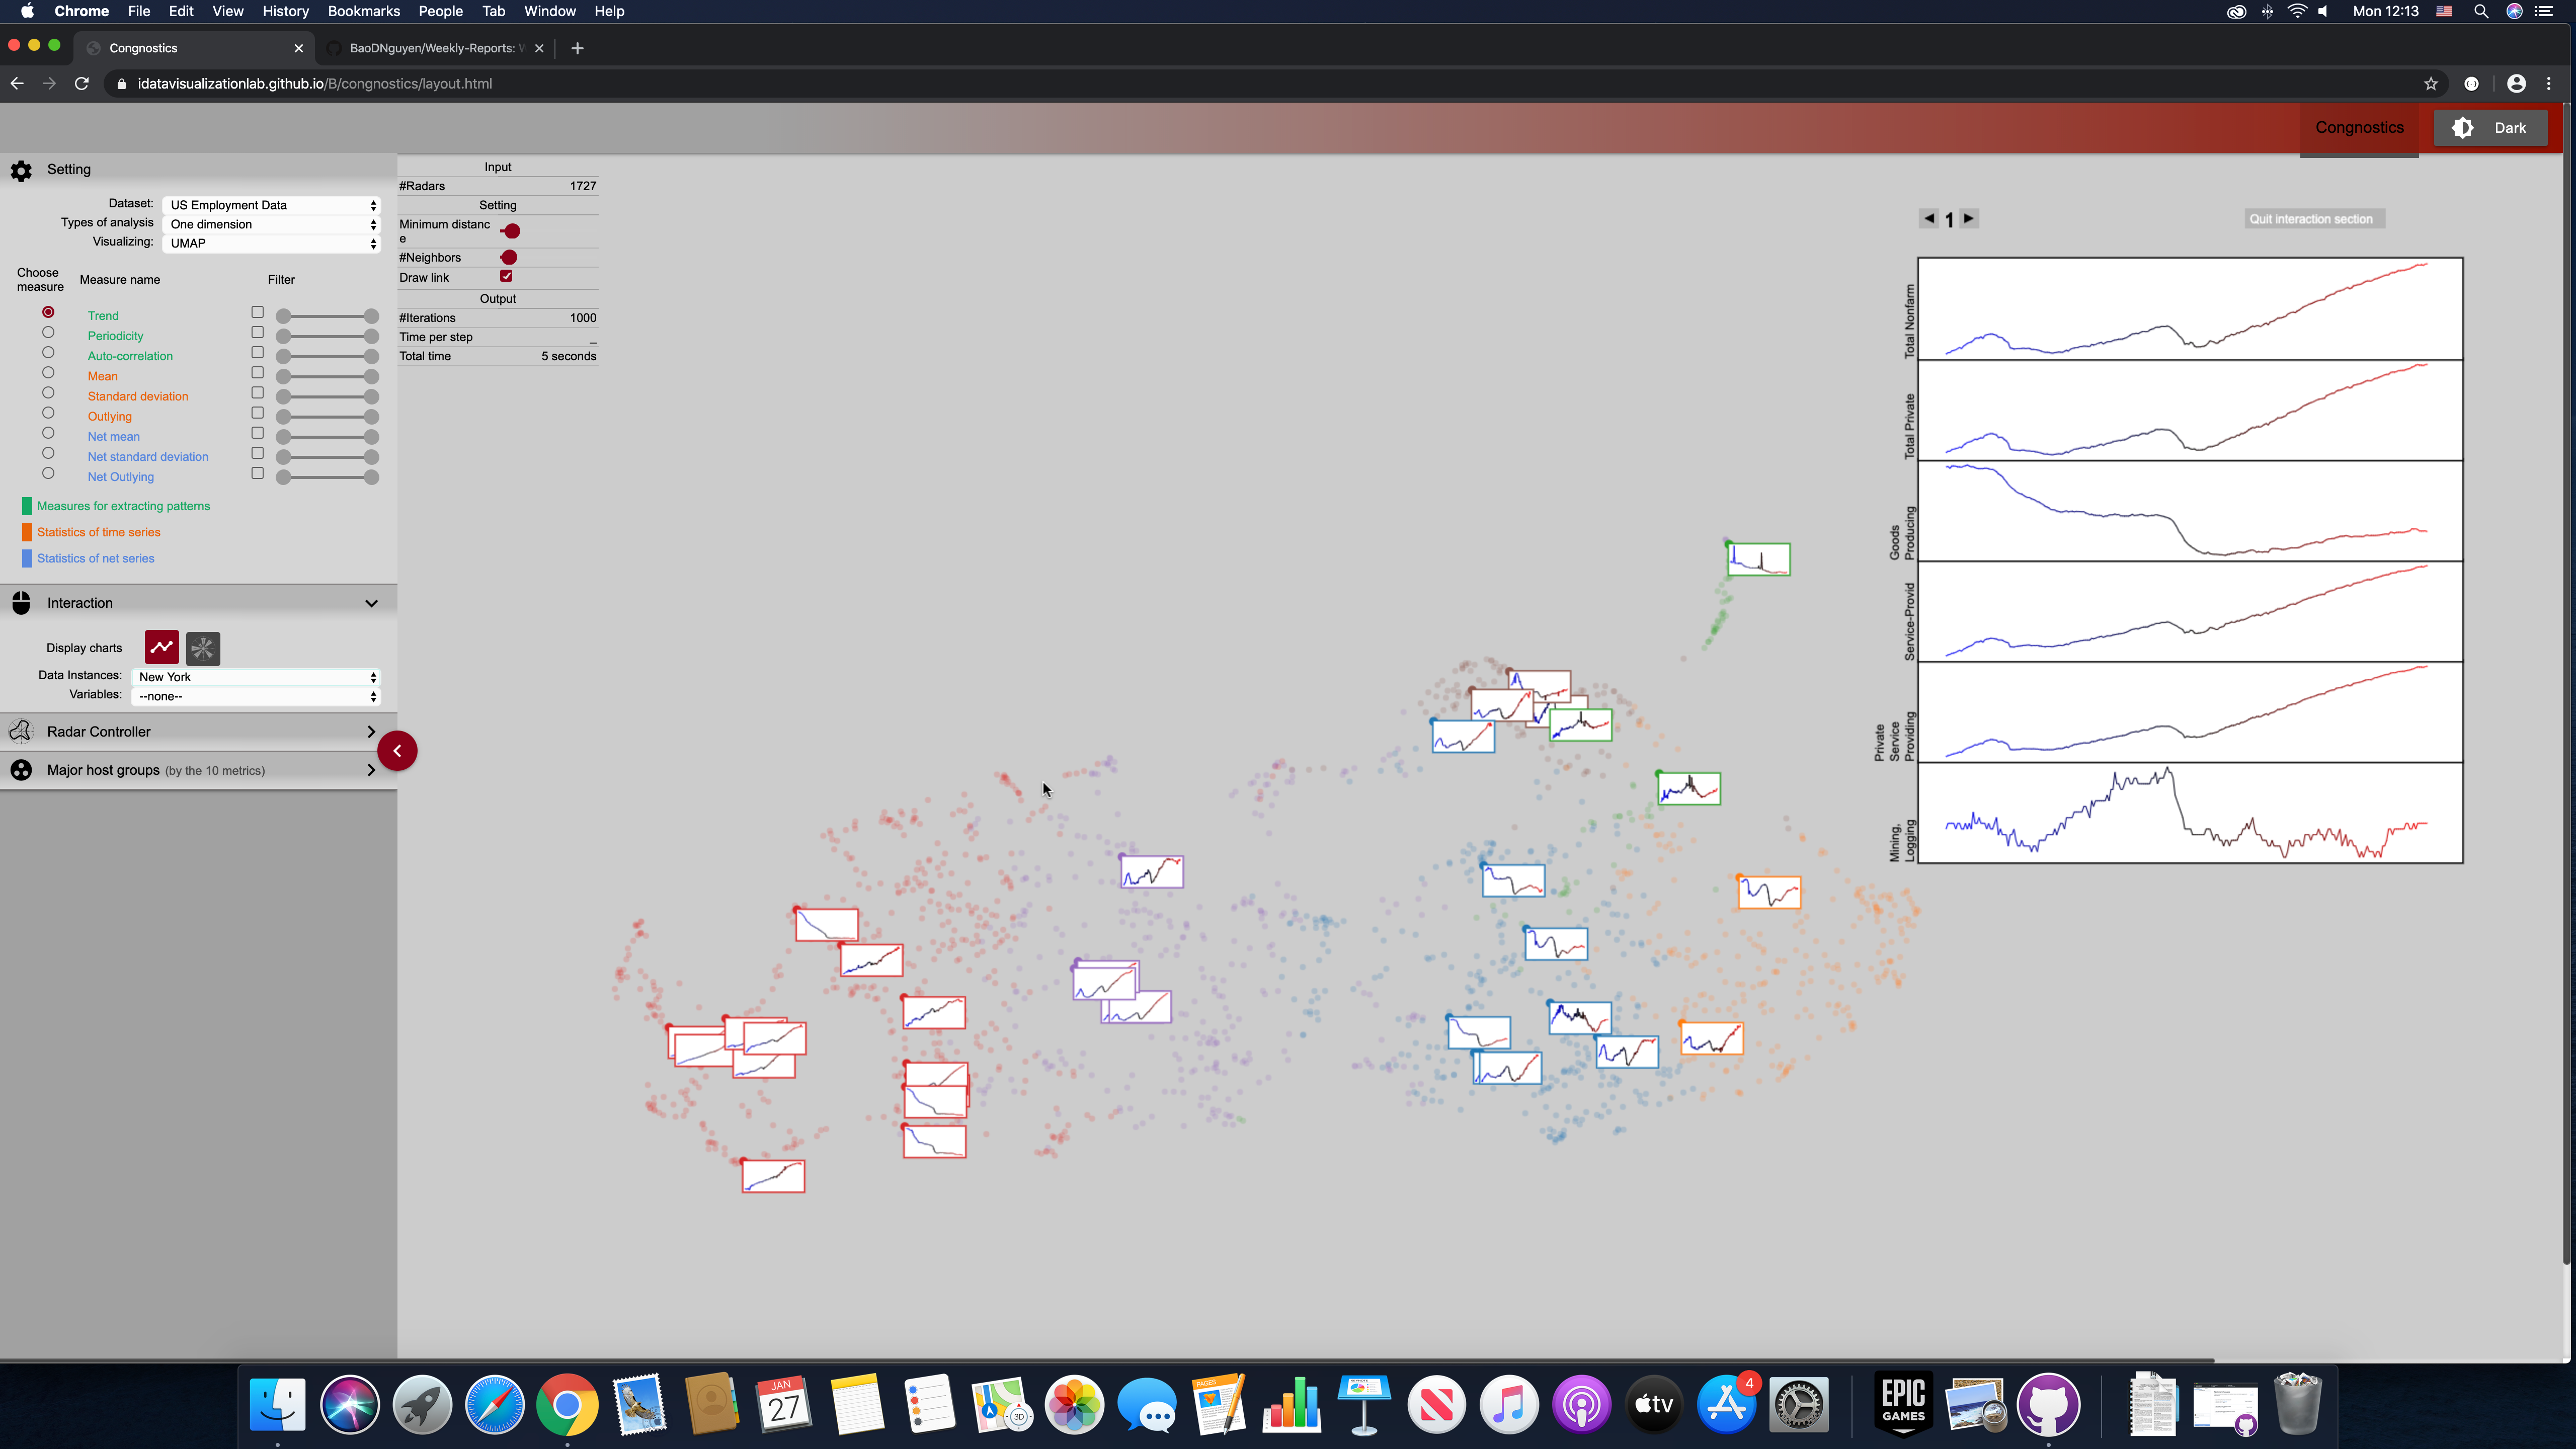 Chrome File Edit View History Bookmarks People Tab Window Help Mon 12:13
Congnostics BaoDNguyen/Weekly-Reports: W
idatavisualizationlab.github.io/B/congnostics/layout.html
Congnostics Dark
Setting
Dataset: US Employment Data
Types of analysis One dimension
Visualizing: UMAP
Choose measure Measure name Filter
Trend
Periodicity
Auto-correlation
Mean
Standard deviation
Outlying
Net mean
Net standard deviation
Net Outlying
Measures for extracting patterns
Statistics of time series
Statistics of net series
Interaction
Display charts
Data Instances: New York
Variables: --none--
Radar Controller
Major host groups (by the 10 metrics)
Input
#Radars 1727
Setting
Minimum distanc
e
#Neighbors
Draw link
Output
#Iterations 1000
Time per step _
Total time 5 seconds
1 Quit interaction section
Total Nonfarm
Total Private
Goods
Producing
Service-Provid
Private
Service
Providing
Mining,
Logging
JAN
27
3D
PAGES
tv
4
EPIC
GAMES